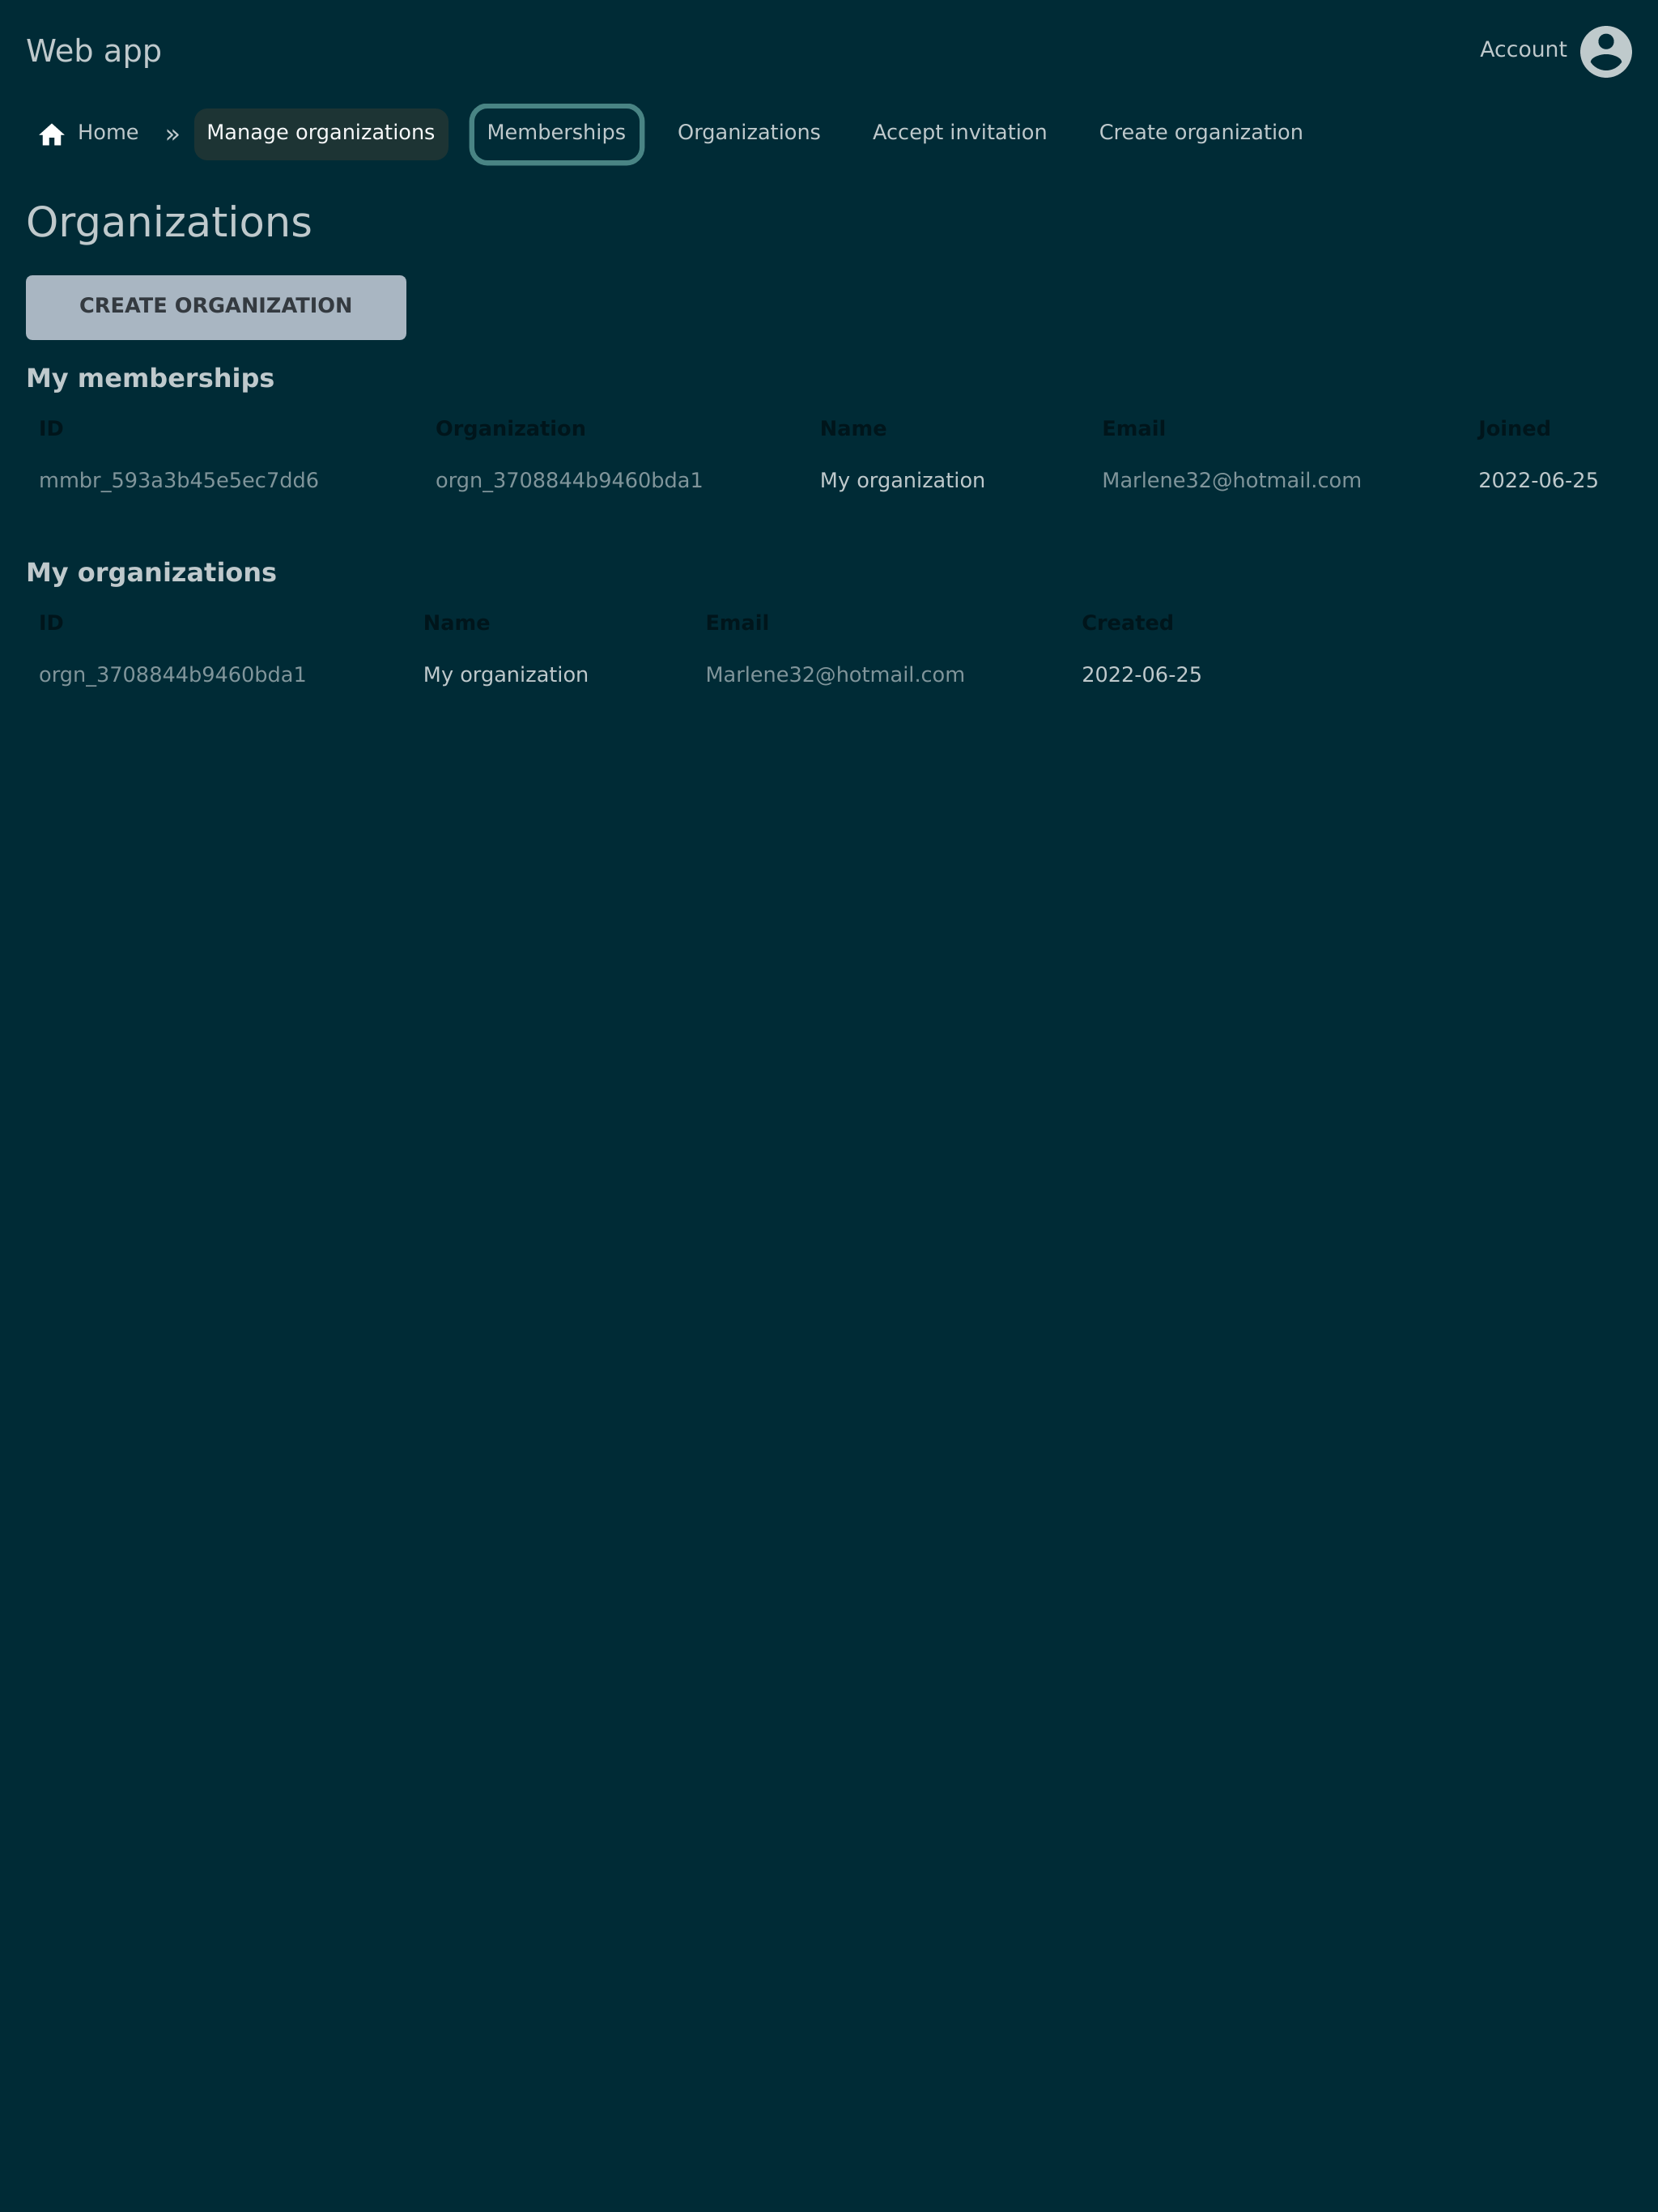 Web app
Account
Home » Manage organizations Memberships Organizations Accept invitation Create organization
Organizations
CREATE ORGANIZATION
My memberships
ID Organization Name Email Joined
mmbr_593a3b45e5ec7dd6 orgn_3708844b9460bda1 My organization Marlene32@hotmail.com 2022-06-25
My organizations
ID Name Email Created
orgn_3708844b9460bda1 My organization Marlene32@hotmail.com 2022-06-25